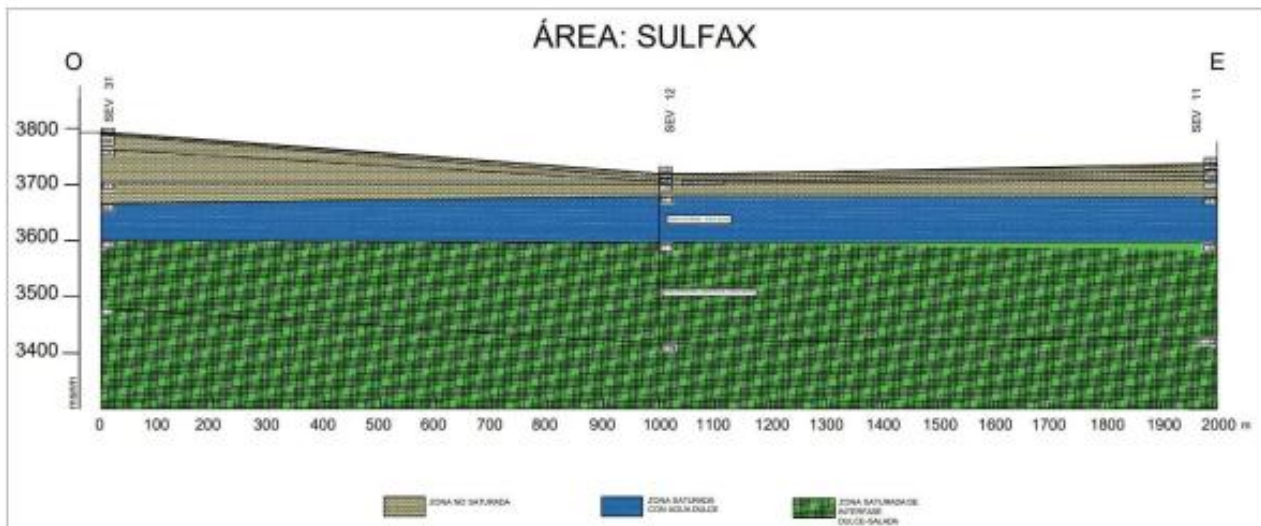 ÁREA: SULFAX
O
E
SEV 31
SEV 12
SEV 11
3800
3700
3600
3500
3400
msnm
0 100 200 300 400 500 600 700 800 900 1000 1100 1200 1300 1400 1500 1600 1700 1800 1900 2000 m
ZONA NO SATURADA
ZONA SATURADA
CON AGUA DULCE
ZONA SATURADA DE
INTERFASE
DULCE-SALADA